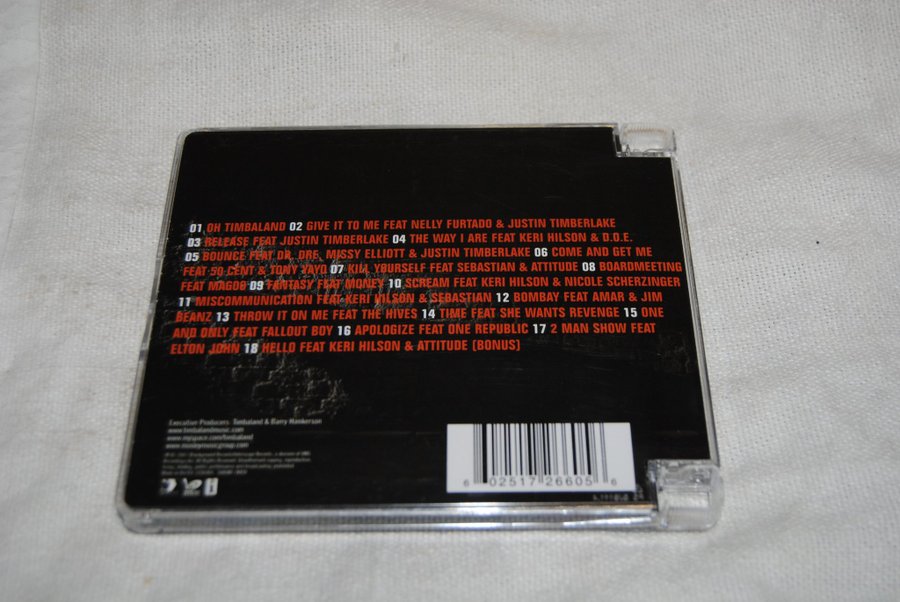 01 OH TIMBALAND 02 GIVE IT TO ME FEAT NELLY FURTADO & JUSTIN TIMBERLAKE
03 RELEASE FEAT JUSTIN TIMBERLAKE 04 THE WAY I ARE FEAT KERI HILSON & D.O.E.
05 BOUNCE FEAT DR. DRE, MISSY ELLIOTT & JUSTIN TIMBERLAKE 06 COME AND GET ME
FEAT 50 CENT & TONY YAYO 07 KILL YOURSELF FEAT SEBASTIAN & ATTITUDE 08 BOARDMEETING
FEAT MAGOO 09 FANTASY FEAT MONEY 10 SCREAM FEAT KERI HILSON & NICOLE SCHERZINGER
11 MISCOMMUNICATION FEAT KERI HILSON & SEBASTIAN 12 BOMBAY FEAT AMAR & JIM
BEANZ 13 THROW IT ON ME FEAT THE HIVES 14 TIME FEAT SHE WANTS REVENGE 15 ONE
AND ONLY FEAT FALLOUT BOY 16 APOLOGIZE FEAT ONE REPUBLIC 17 2 MAN SHOW FEAT
ELTON JOHN 18 HELLO FEAT KERI HILSON & ATTITUDE (BONUS)
Executive Producers: Timbaland & Barry Hankerson
www.timbalandmusic.com
www.myspace.com/timbaland
www.mosleymusicgroup.com
6 02517 26605 6